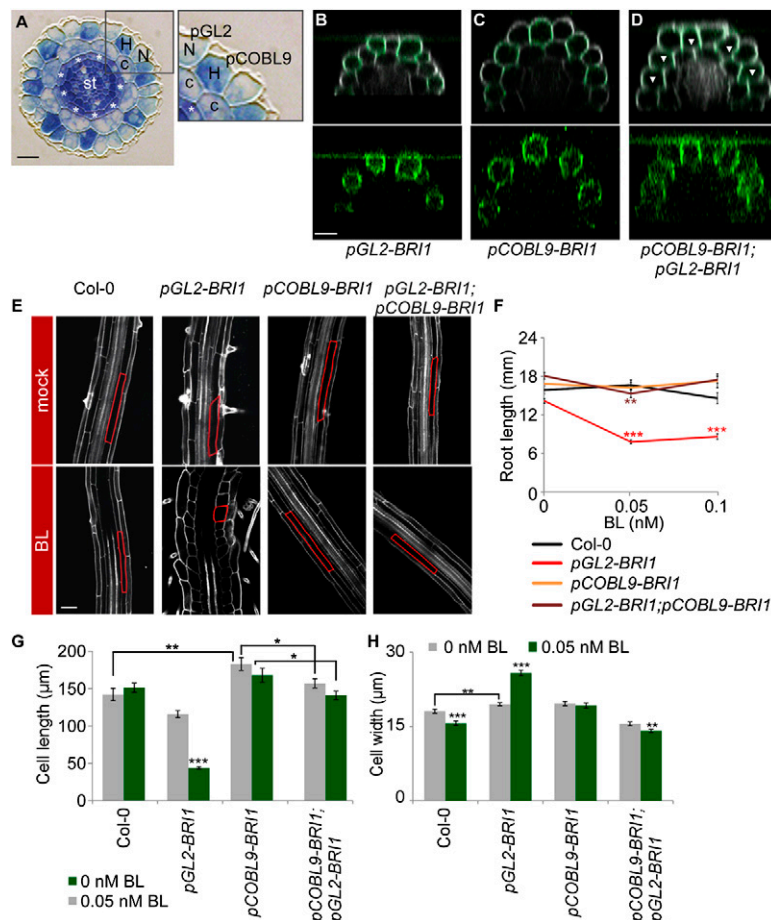 A
H
N
c
st
pGL2
N
pCOBL9
H
c
c
B
C
D
pGL2-BRI1
pCOBL9-BRI1
pCOBL9-BRI1;
pGL2-BRI1
E
Col-0
pGL2-BRI1
pCOBL9-BRI1
pGL2-BRI1;
pCOBL9-BRI1
mock
BL
F
Root length (mm)
24
18
12
6
0
**
***
***
0
0.05
0.1
BL (nM)
Col-0
pGL2-BRI1
pCOBL9-BRI1
pGL2-BRI1;pCOBL9-BRI1
G
Cell length (µm)
200
150
100
50
0
**
*
*
***
Col-0
pGL2-BRI1
pCOBL9-BRI1
pCOBL9-BRI1;
pGL2-BRI1
0 nM BL
0.05 nM BL
H
0 nM BL
0.05 nM BL
Cell width (µm)
30
15
0
***
**
***
**
Col-0
pGL2-BRI1
pCOBL9-BRI1
pCOBL9-BRI1;
pGL2-BRI1